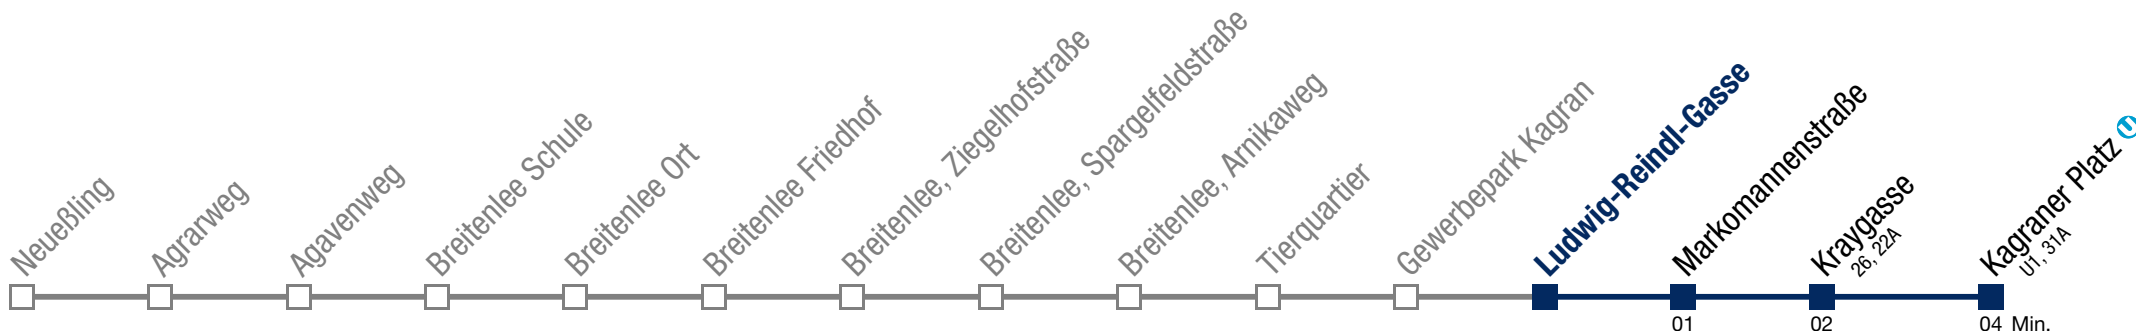 Neueßling
Agrarweg
Agavenweg
Breitenlee Schule
Breitenlee Ort
Breitenlee Friedhof
Breitenlee, Ziegelhofstraße
Breitenlee, Spargelfeldstraße
Breitenlee, Arnikaweg
Tierquartier
Gewerbepark Kagran
Ludwig-Reindl-Gasse
Markomannenstraße
Kraygasse
26, 22A
Kagraner Platz U
U1, 31A
01 02 04 Min.